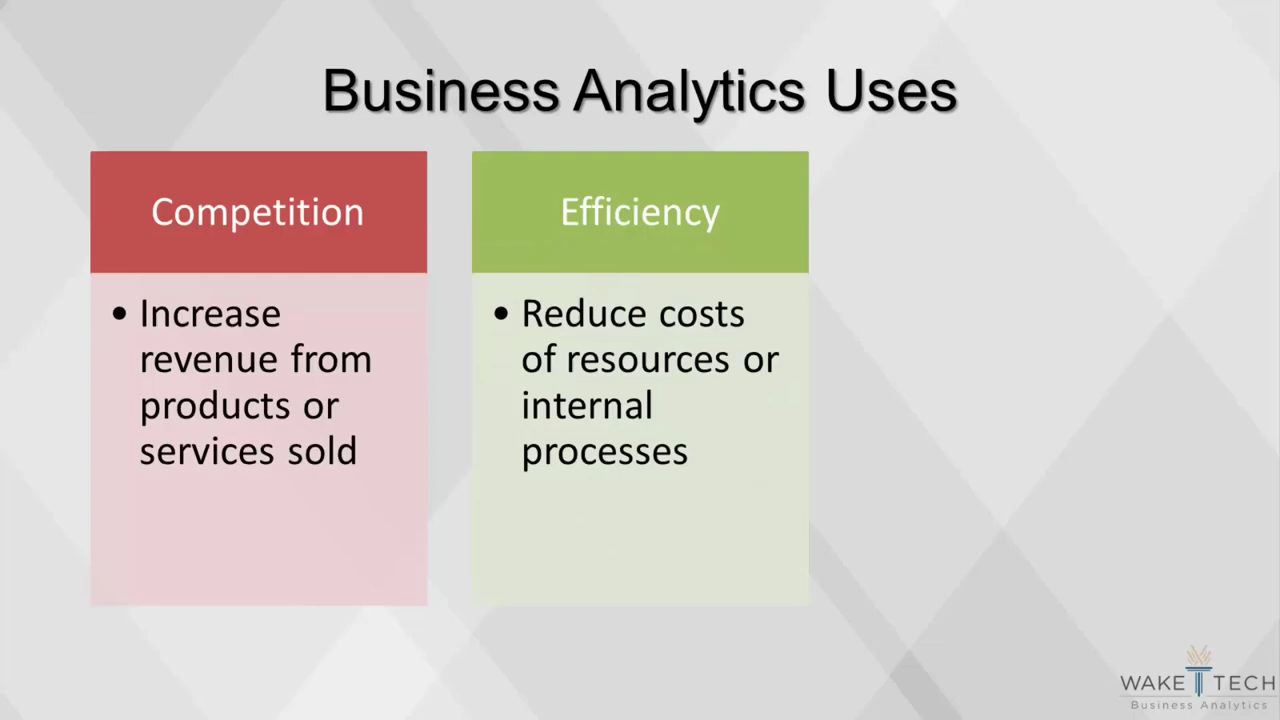 Business Analytics Uses
Competition
• Increase
revenue from
products or
services sold
Efficiency
• Reduce costs
of resources or
internal
processes
WAKE TECH
Business Analytics